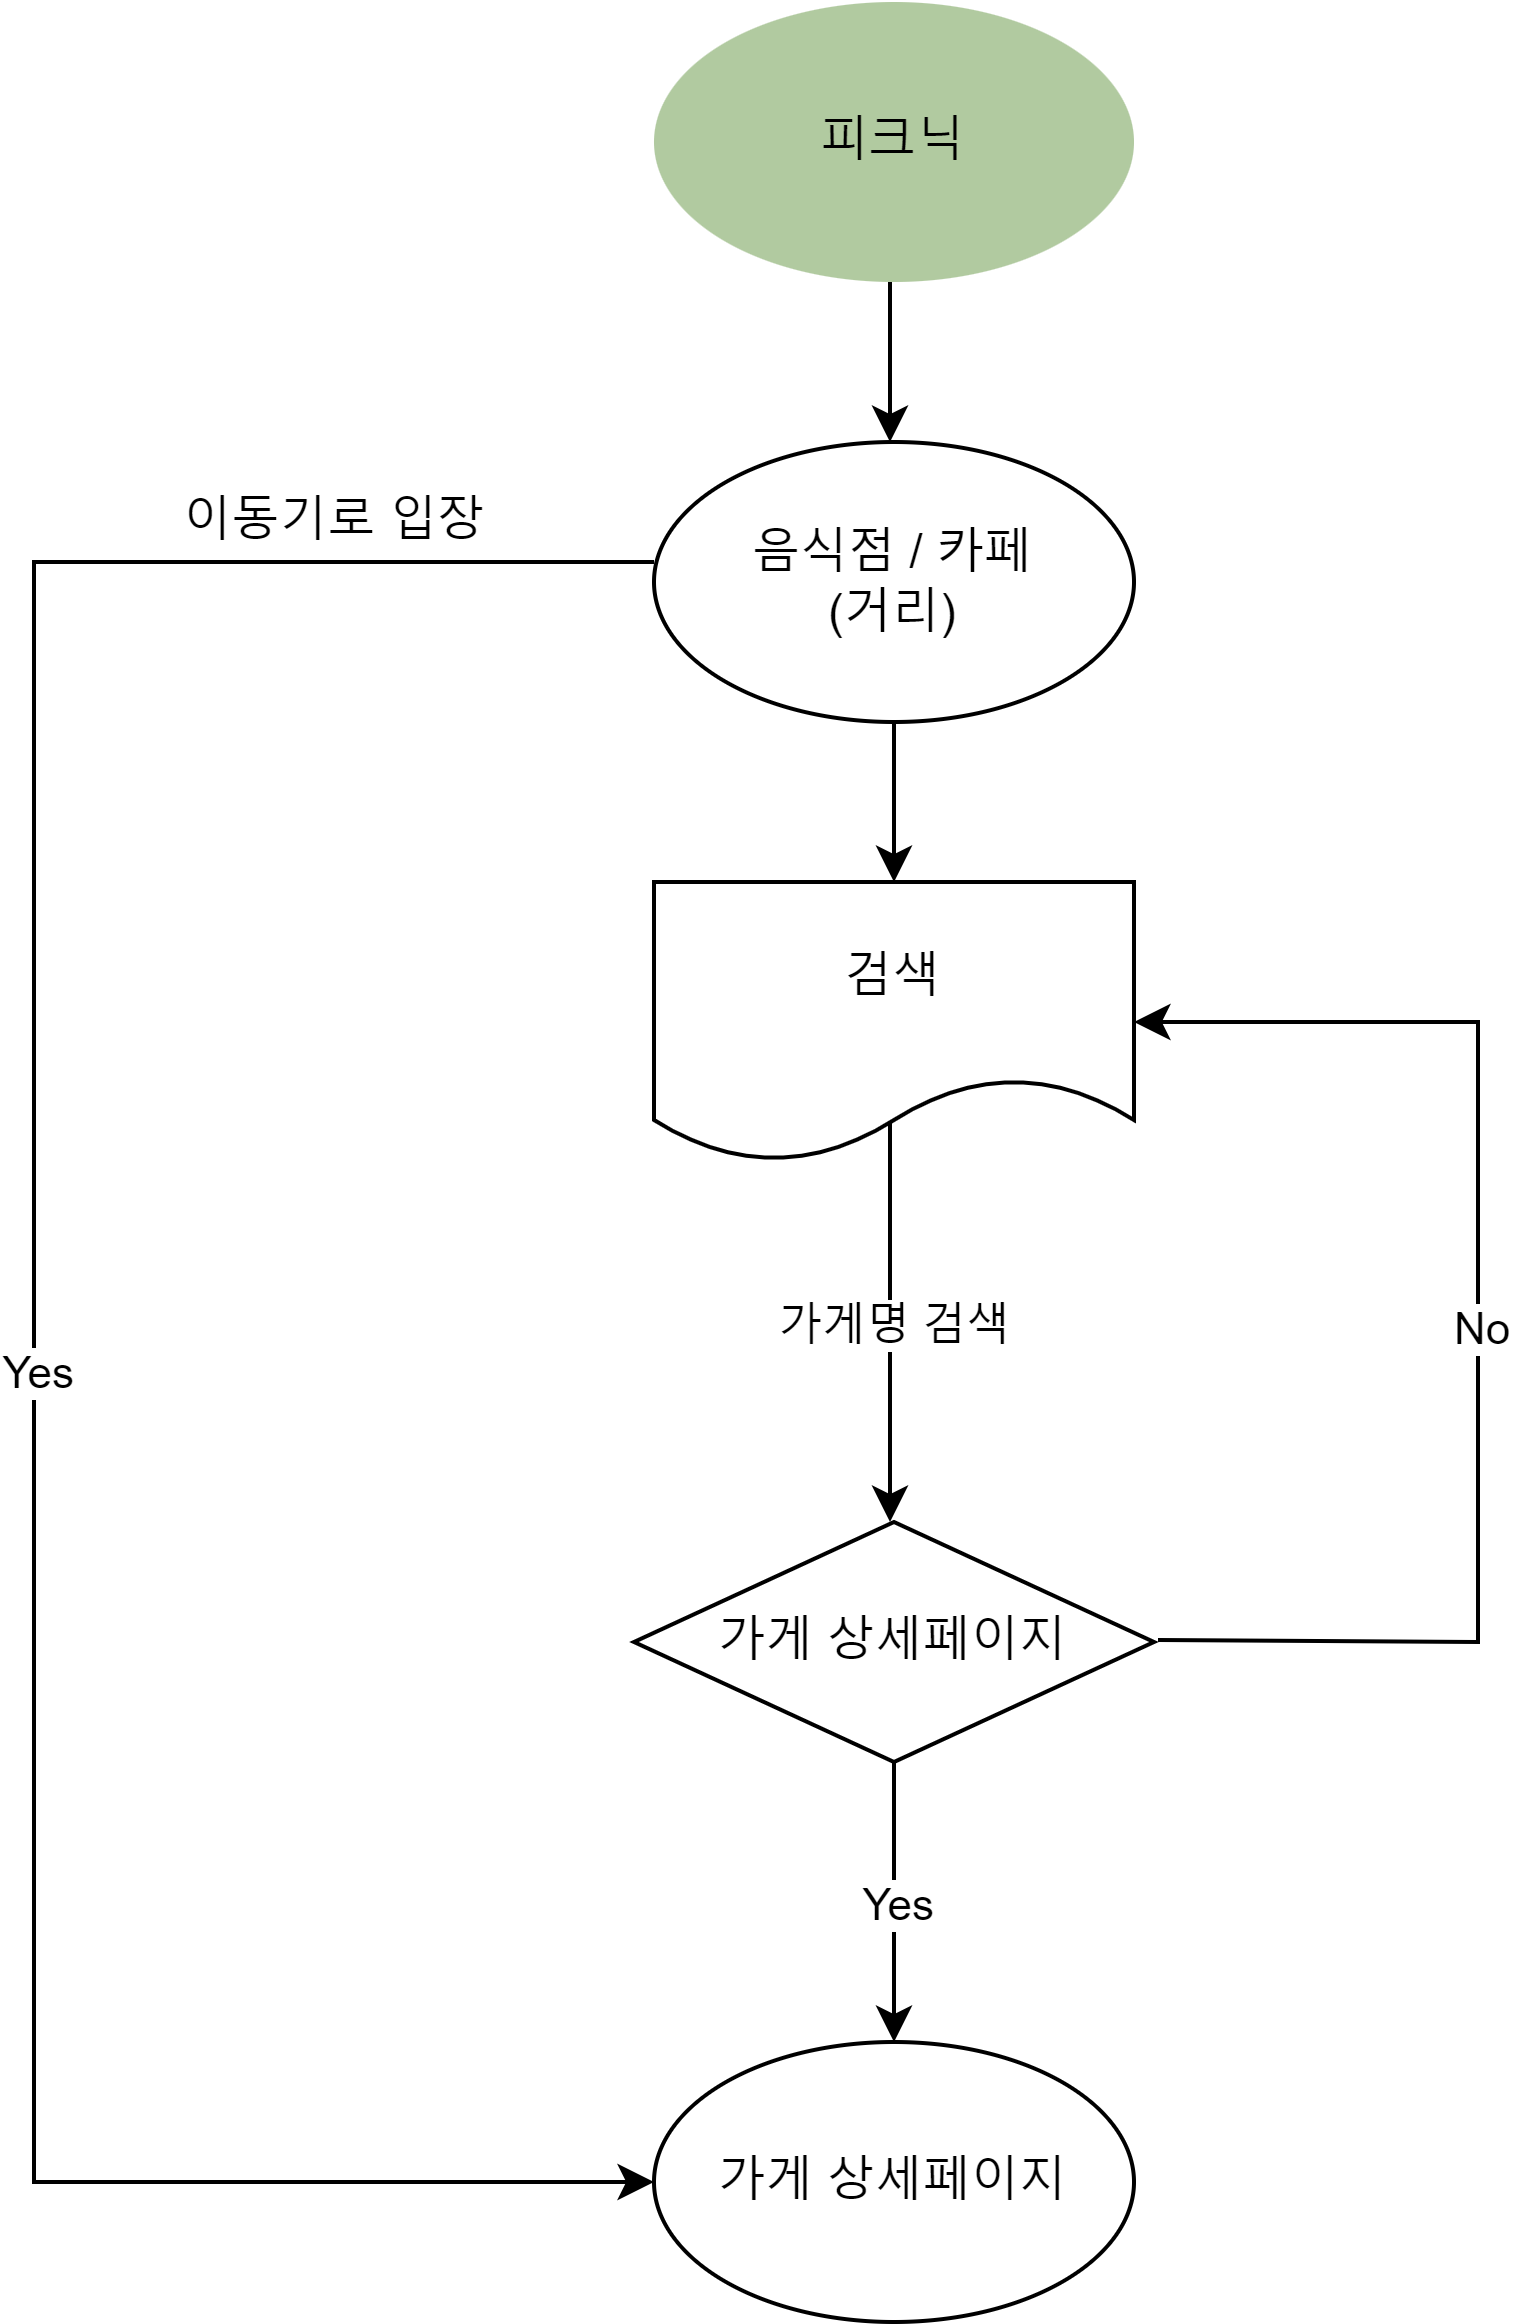 피크닉
이동기로 입장
음식점 / 카페
(거리)
검색
가게명 검색
No
Yes
가게 상세페이지
Yes
가게 상세페이지